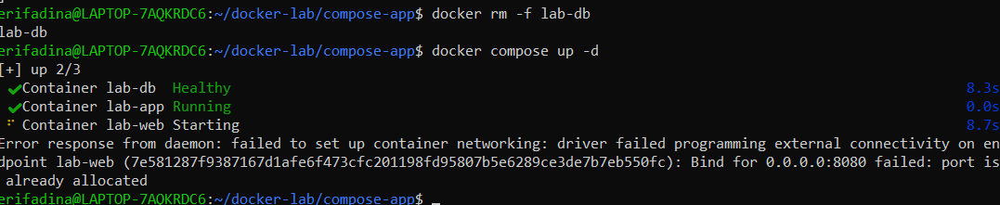 erifadina@LAPTOP-7AQKRDC6:~/docker-lab/compose-app$ docker rm -f lab-db
lab-db
erifadina@LAPTOP-7AQKRDC6:~/docker-lab/compose-app$ docker compose up -d
[+] up 2/3
✔Container lab-db Healthy 8.3s
✔Container lab-app Running 0.0s
⠋ Container lab-web Starting 8.7s
Error response from daemon: failed to set up container networking: driver failed programming external connectivity on en
dpoint lab-web (7e581287f9387167d1afe6f473cfc201198fd95807b5e6289ce3de7b7eb550fc): Bind for 0.0.0.0:8080 failed: port is
already allocated
erifadina@LAPTOP-7AQKRDC6:~/docker-lab/compose-app$